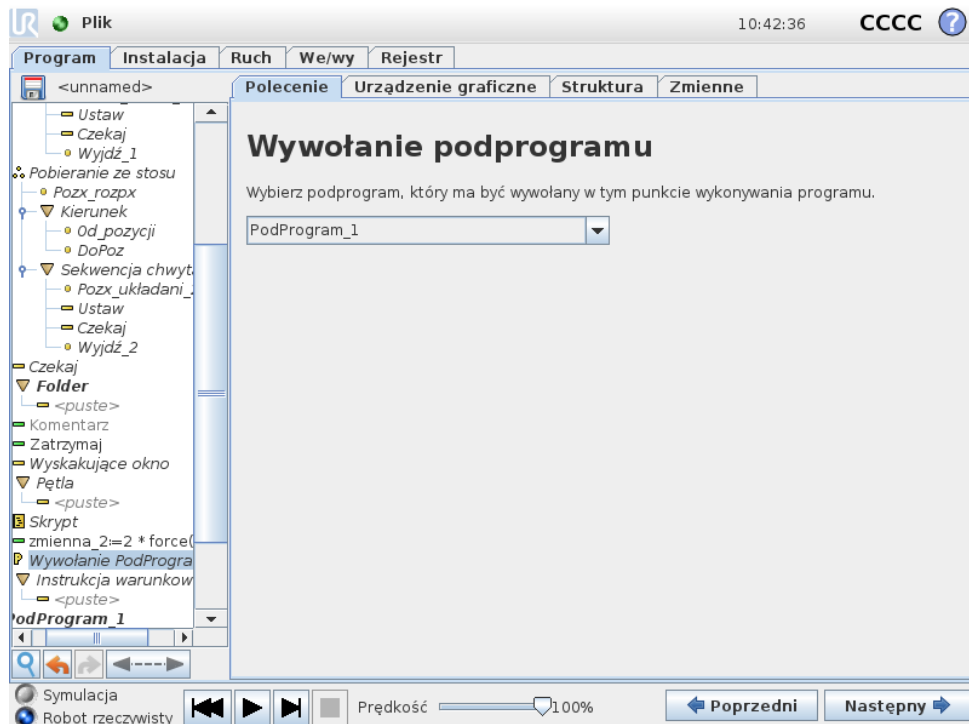 UR Plik 10:42:36 CCCC ?
Program Instalacja Ruch We/wy Rejestr
<unnamed> Polecenie Urządzenie graficzne Struktura Zmienne
Ustaw
Czekaj
Wyjdź_1
Pobieranie ze stosu
Pozx_rozpx
Kierunek
Od_pozycji
DoPoz
Sekwencja chwyta
Pozx_układani_
Ustaw
Czekaj
Wyjdź_2
Czekaj
Folder
<puste>
Komentarz
Zatrzymaj
Wyskakujące okno
Pętla
<puste>
Skrypt
zmienna_2:=2 * force(
Wywołanie PodProgra
Instrukcja warunkow
<puste>
PodProgram_1
Wywołanie podprogramu
Wybierz podprogram, który ma być wywołany w tym punkcie wykonywania programu.
PodProgram_1
Symulacja
Robot rzeczywisty
Prędkość 100%
Poprzedni Następny